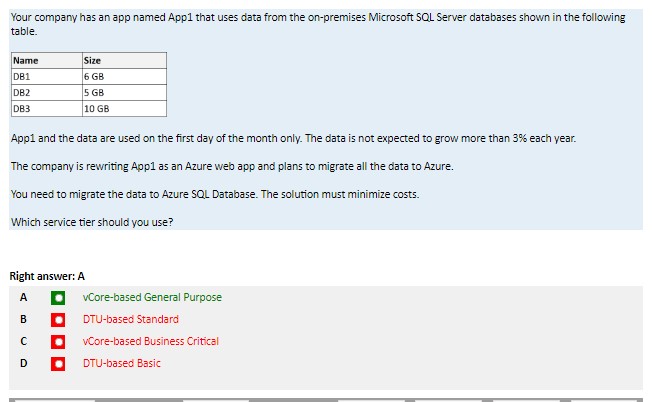 Your company has an app named App1 that uses data from the on-premises Microsoft SQL Server databases shown in the following
table.
Name Size
DB1 6 GB
DB2 5 GB
DB3 10 GB
App1 and the data are used on the first day of the month only. The data is not expected to grow more than 3% each year.
The company is rewriting App1 as an Azure web app and plans to migrate all the data to Azure.
You need to migrate the data to Azure SQL Database. The solution must minimize costs.
Which service tier should you use?
Right answer: A
A vCore-based General Purpose
B DTU-based Standard
C vCore-based Business Critical
D DTU-based Basic